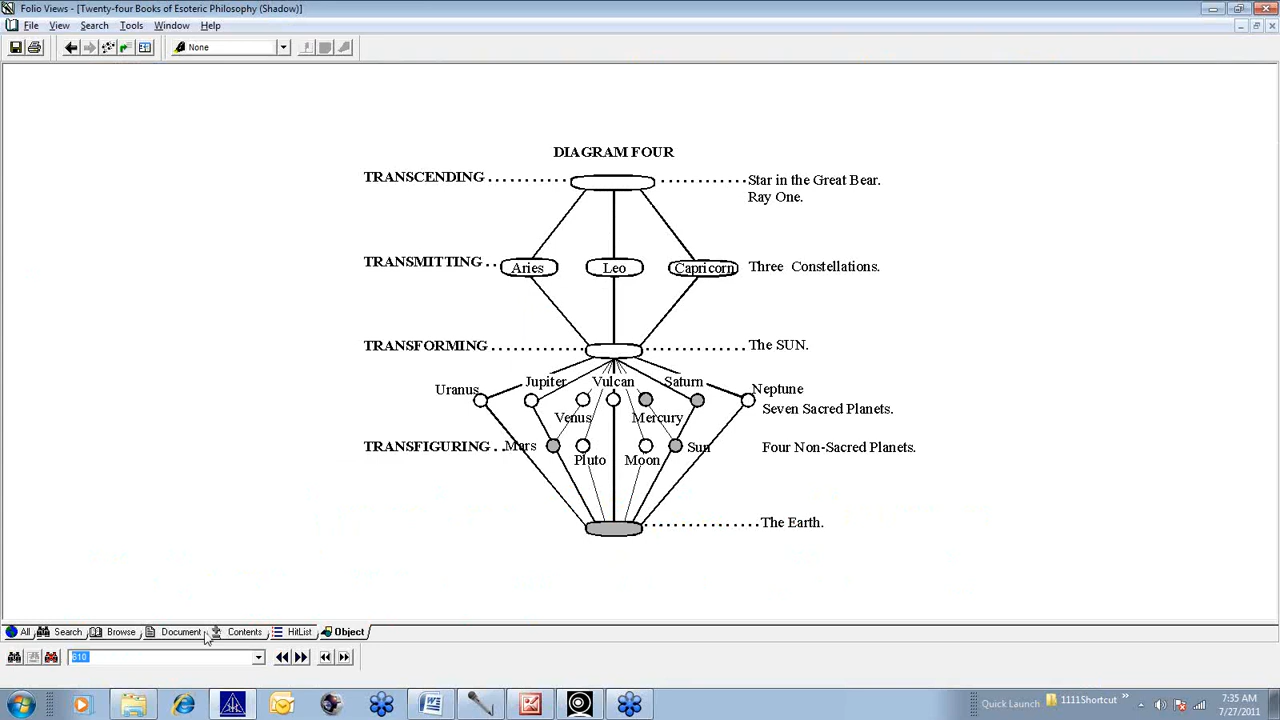 Folio Views - [Twenty-four Books of Esoteric Philosophy (Shadow)]
File View Search Tools Window Help
None
DIAGRAM FOUR
TRANSCENDING Star in the Great Bear.
Ray One.
TRANSMITTING Aries Leo Capricorn Three Constellations.
TRANSFORMING The SUN.
Uranus Jupiter Vulcan Saturn Neptune
Venus Mercury Seven Sacred Planets.
TRANSFIGURING Mars Sun Four Non-Sacred Planets.
Pluto Moon
The Earth.
All Search Browse Document Contents HitList Object
610
Quick Launch 1111Shortcut 7:35 AM
7/27/2011